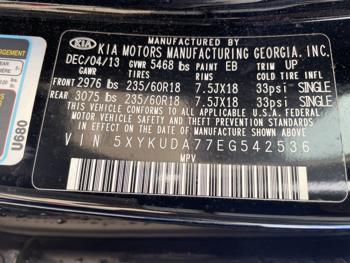 KIA KIA MOTORS MANUFACTURING GEORGIA, INC.
DEC/04/13 GVWR 5468 lbs PAINT EB TRIM UP
GAWR TIRES RIMS COLD TIRE INFL
FRONT 2976 lbs 235/60R18 7.5JX18 33psi SINGLE
REAR 3075 lbs 235/60R18 7.5JX18 33psi SINGLE
THIS VEHICLE CONFORMS TO ALL APPLICABLE U.S.A. FEDERAL
MOTOR VEHICLE SAFETY AND THEFT PREVENTION STANDARDS
IN EFFECT ON THE DATE OF MANUFACTURE SHOWN ABOVE.
VIN 5XYKUDA77EG542536
MPV
U680